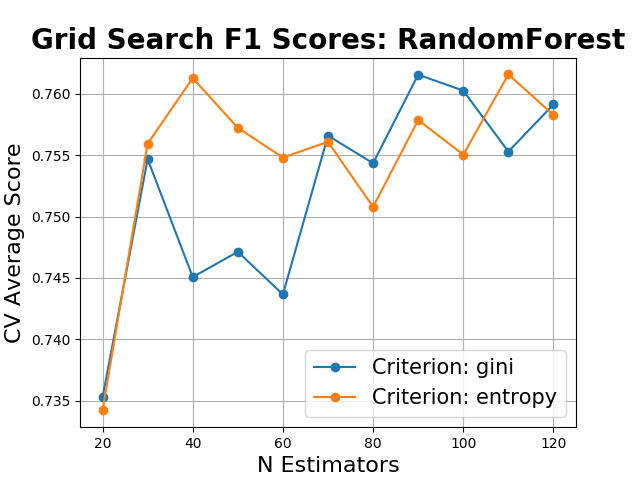 Grid Search F1 Scores: RandomForest
CV Average Score
0.760
0.755
0.750
0.745
0.740
0.735
20 40 60 80 100 120
N Estimators
Criterion: gini
Criterion: entropy